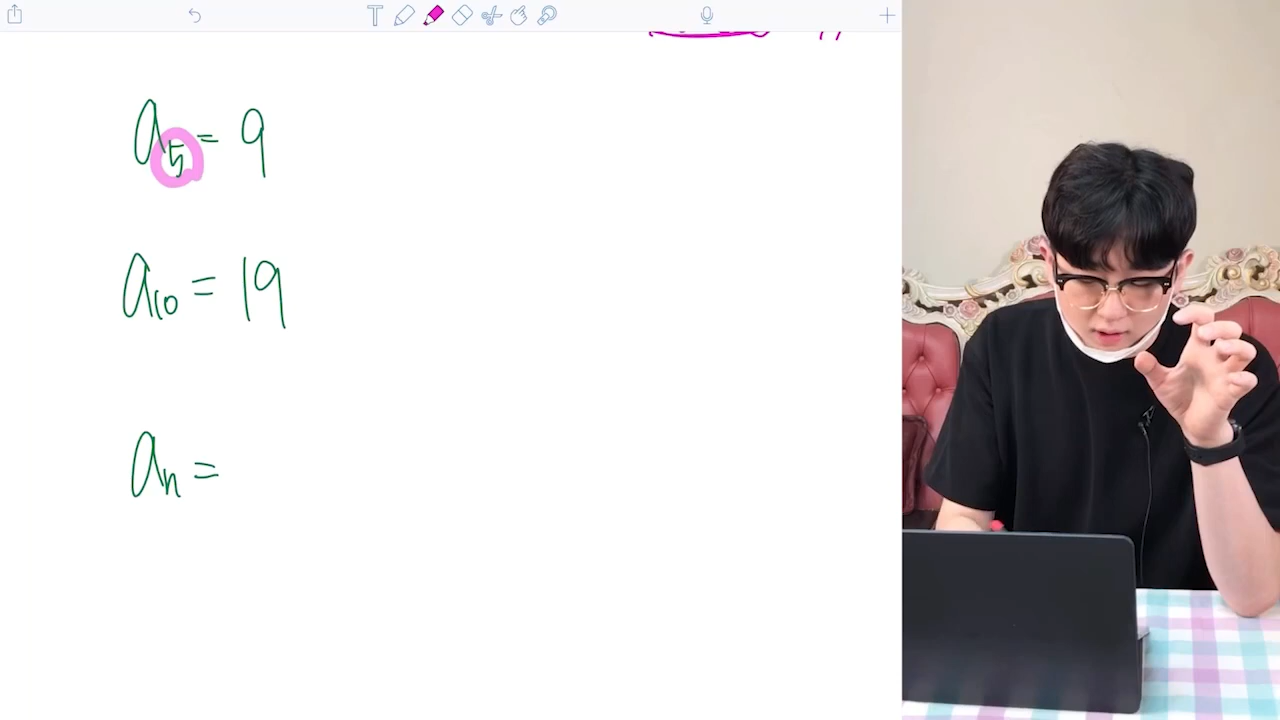 a₅ = 9
a₁₀ = 19
aₙ =